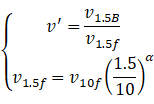 v' = v_{1.5B} / v_{1.5f}
v_{1.5f} = v_{10f} (1.5 / 10)^α